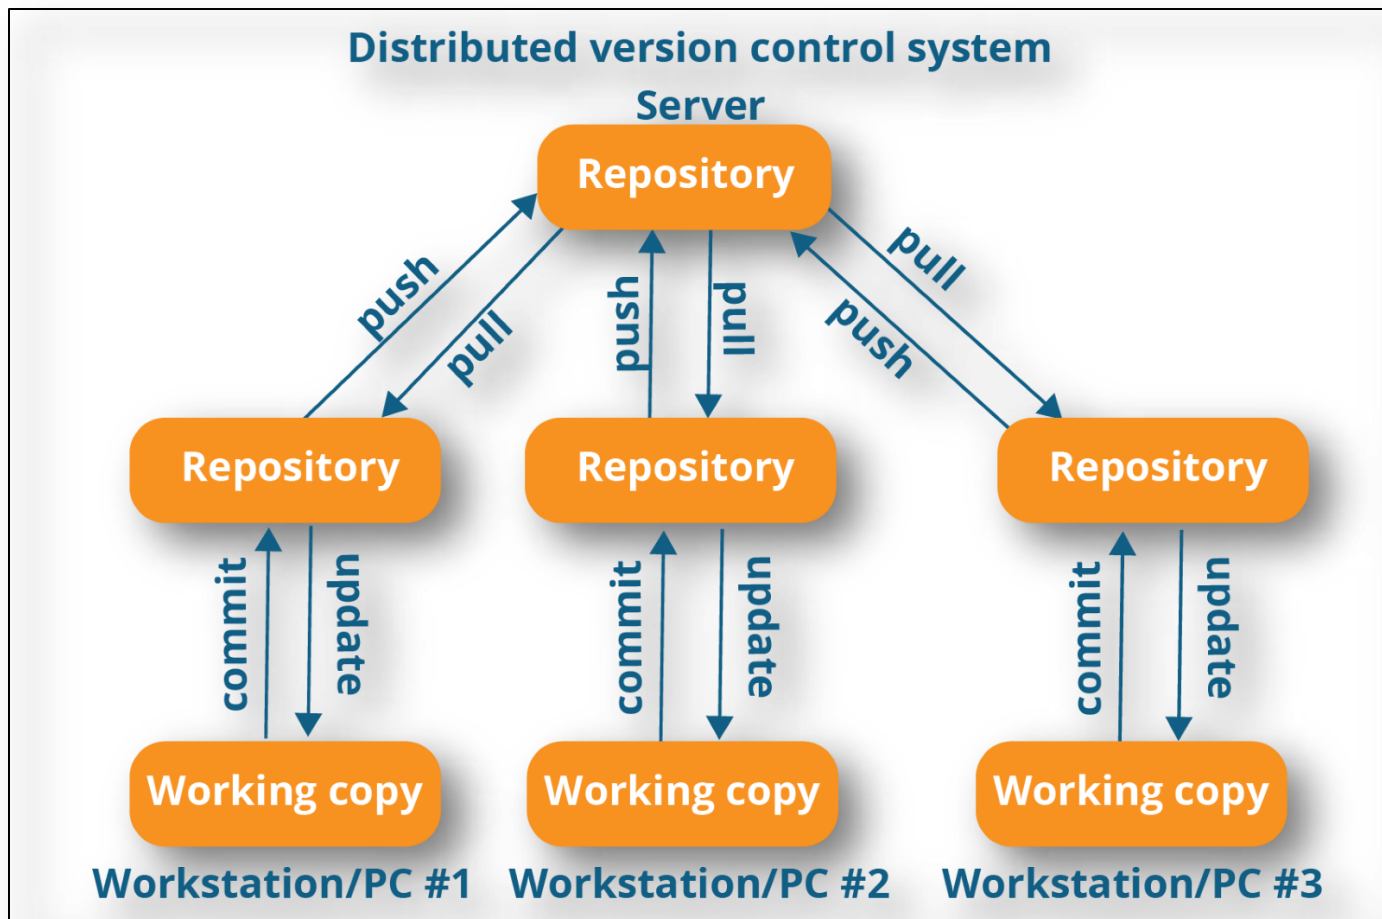 Distributed version control system
Server
Repository
push
pull
push
pull
push
pull
Repository
Repository
Repository
commit
update
commit
update
commit
update
Working copy
Working copy
Working copy
Workstation/PC #1
Workstation/PC #2
Workstation/PC #3